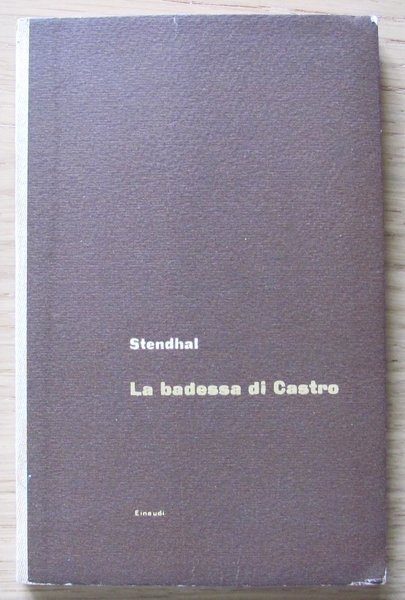 Stendhal
La badessa di Castro
Einaudi